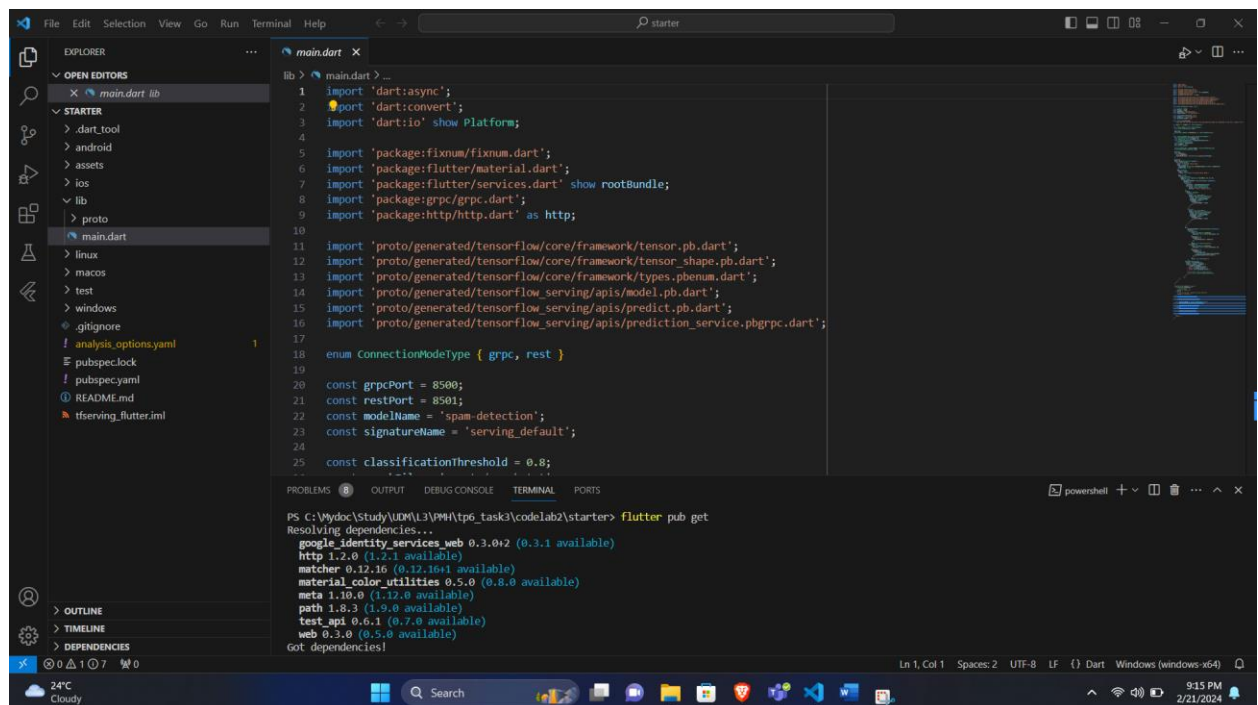 File Edit Selection View Go Run Terminal Help
starter
EXPLORER
OPEN EDITORS
main.dart lib
STARTER
.dart_tool
android
assets
ios
lib
proto
main.dart
linux
macos
test
windows
.gitignore
analysis_options.yaml 1
pubspec.lock
pubspec.yaml
README.md
tfserving_flutter.iml
OUTLINE
TIMELINE
DEPENDENCIES
main.dart
lib > main.dart > ...
1 import 'dart:async';
2 import 'dart:convert';
3 import 'dart:io' show Platform;
4
5 import 'package:fixnum/fixnum.dart';
6 import 'package:flutter/material.dart';
7 import 'package:flutter/services.dart' show rootBundle;
8 import 'package:grpc/grpc.dart';
9 import 'package:http/http.dart' as http;
10
11 import 'proto/generated/tensorflow/core/framework/tensor.pb.dart';
12 import 'proto/generated/tensorflow/core/framework/tensor_shape.pb.dart';
13 import 'proto/generated/tensorflow/core/framework/types.pbenum.dart';
14 import 'proto/generated/tensorflow_serving/apis/model.pb.dart';
15 import 'proto/generated/tensorflow_serving/apis/predict.pb.dart';
16 import 'proto/generated/tensorflow_serving/apis/prediction_service.pbgrpc.dart';
17
18 enum ConnectionModeType { grpc, rest }
19
20 const grpcPort = 8500;
21 const restPort = 8501;
22 const modelName = 'spam-detection';
23 const signatureName = 'serving_default';
24
25 const classificationThreshold = 0.8;
PROBLEMS 8 OUTPUT DEBUG CONSOLE TERMINAL PORTS
powershell
PS C:\Mydoc\Study\UDM\L3\PMH\tp6_task3\codelab2\starter> flutter pub get
Resolving dependencies...
google_identity_services_web 0.3.0+2 (0.3.1 available)
http 1.2.0 (1.2.1 available)
matcher 0.12.16 (0.12.16+1 available)
material_color_utilities 0.5.0 (0.8.0 available)
meta 1.10.0 (1.12.0 available)
path 1.8.3 (1.9.0 available)
test_api 0.6.1 (0.7.0 available)
web 0.3.0 (0.5.0 available)
Got dependencies!
0 1 7 0
Ln 1, Col 1 Spaces: 2 UTF-8 LF {} Dart Windows (windows-x64)
24°C
Cloudy
Search
9:15 PM
2/21/2024